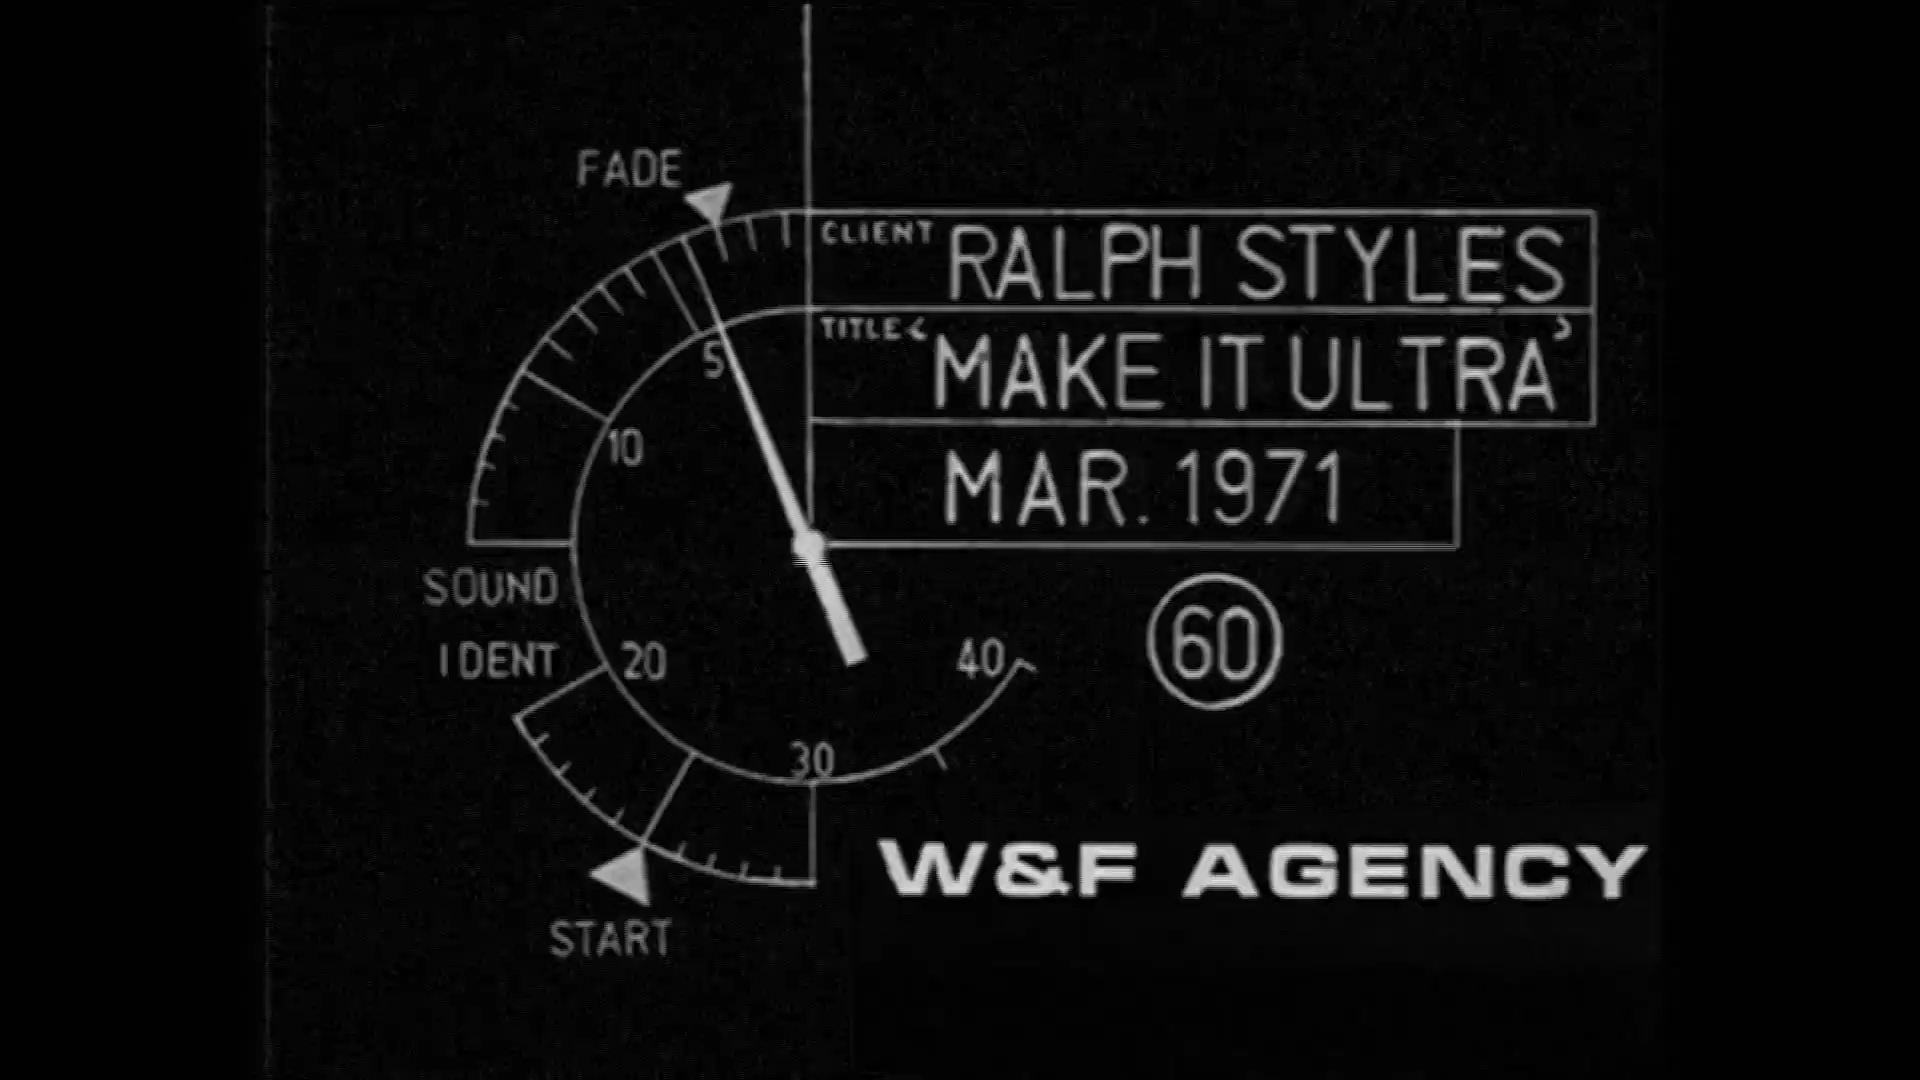 FADE
CLIENT RALPH STYLES
TITLE ‘MAKE IT ULTRA’
MAR. 1971
5
10
SOUND
IDENT
20
30
40
60
START
W&F AGENCY